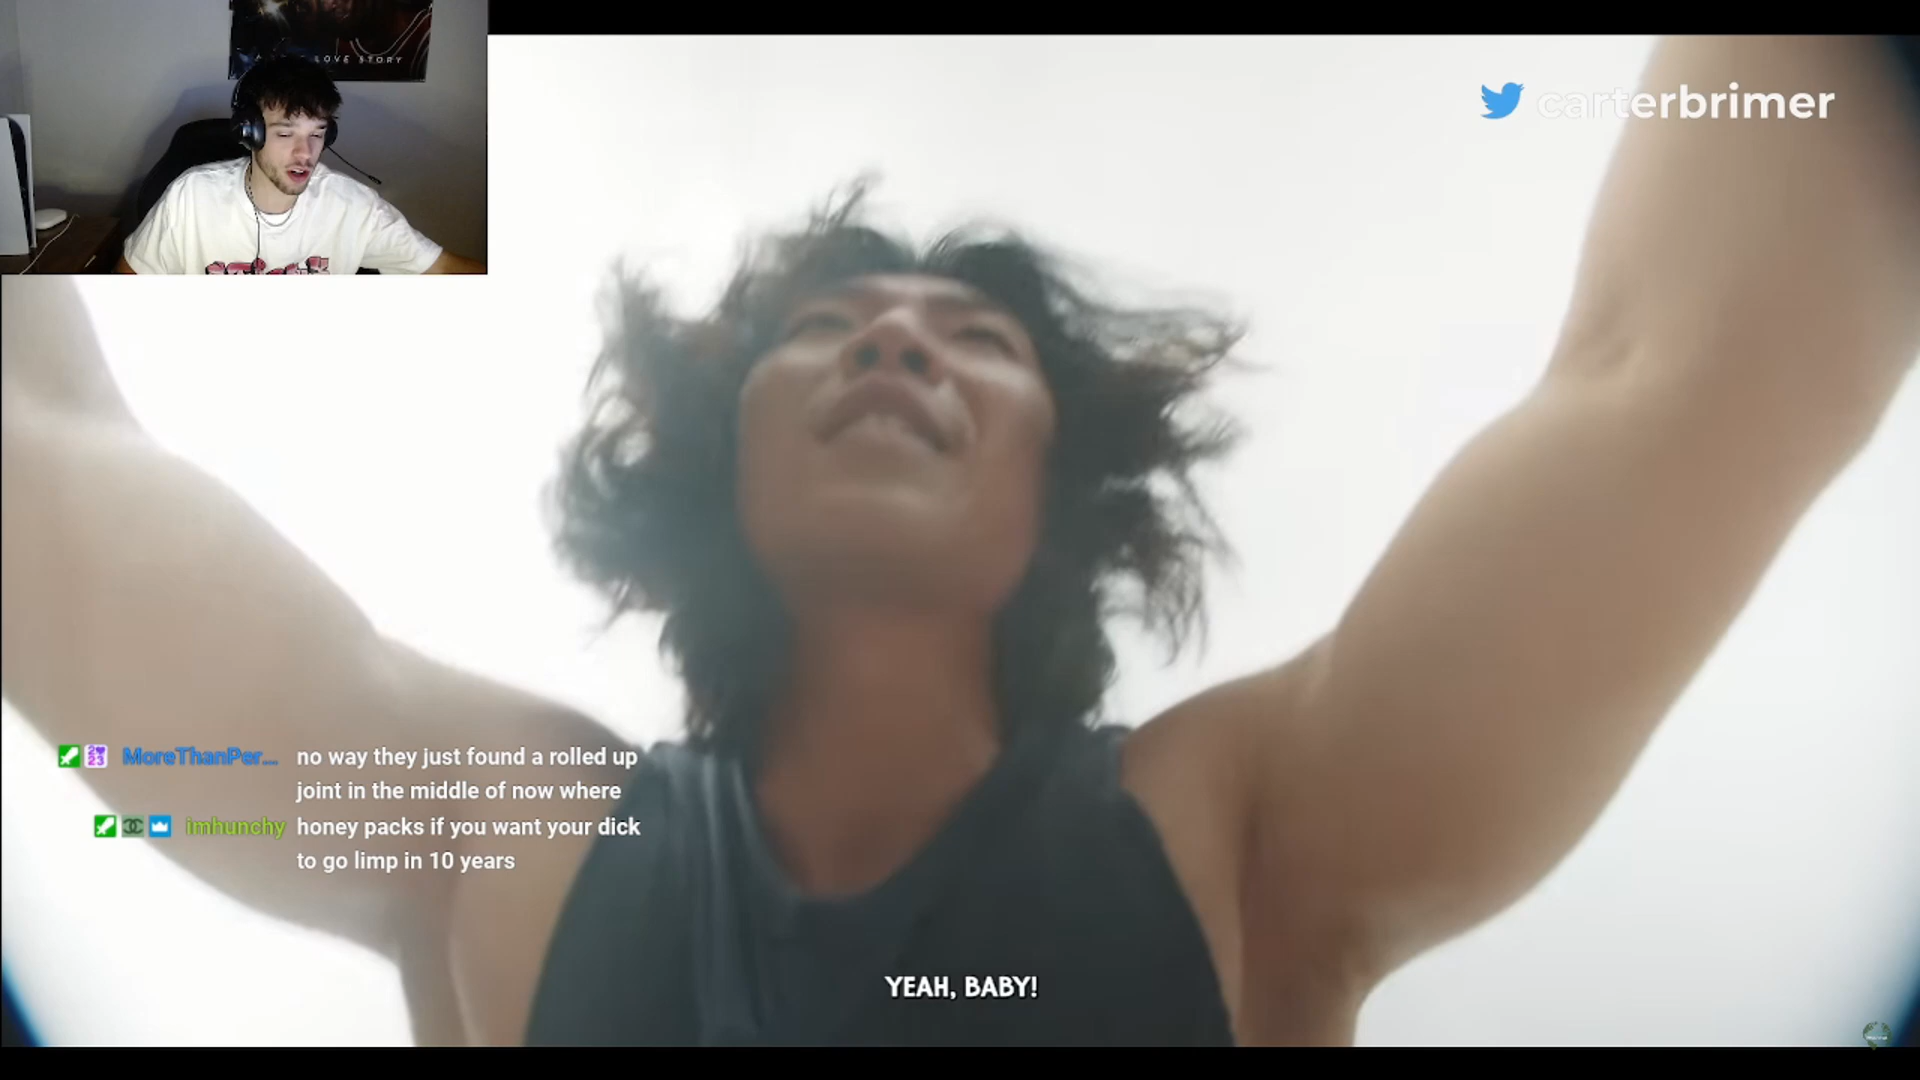 LOVE STORY
carterbrimer
MoreThanPer... no way they just found a rolled up
joint in the middle of now where
imhunchy honey packs if you want your dick
to go limp in 10 years
YEAH, BABY!